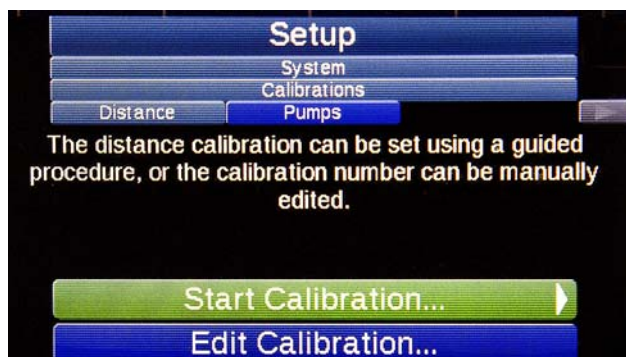 Setup
System
Calibrations
Distance Pumps
The distance calibration can be set using a guided
procedure, or the calibration number can be manually
edited.
Start Calibration...
Edit Calibration...